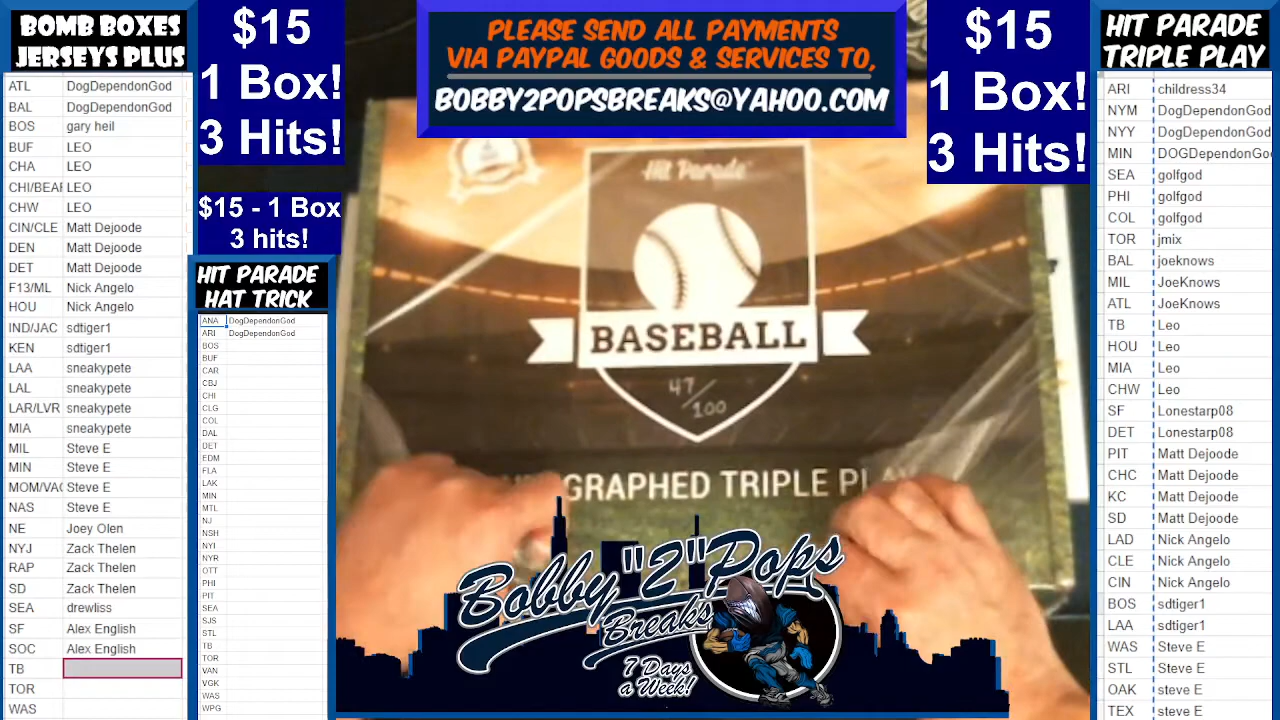 BOMB BOXES
JERSEYS PLUS
ATL DogDependonGod
BAL DogDependonGod
BOS gary heil
BUF LEO
CHA LEO
CHI/BEAR LEO
CHW LEO
CIN/CLE Matt Dejoode
DEN Matt Dejoode
DET Matt Dejoode
F13/ML Nick Angelo
HOU Nick Angelo
IND/JAC sdtiger1
KEN sdtiger1
LAA sneakypete
LAL sneakypete
LAR/LVR sneakypete
MIA sneakypete
MIL Steve E
MIN Steve E
MOM/VAC Steve E
NAS Steve E
NE Joey Olen
NYJ Zack Thelen
RAP Zack Thelen
SD Zack Thelen
SEA drewliss
SF Alex English
SOC Alex English
TB
TOR
WAS
$15
1 Box!
3 Hits!
$15 - 1 Box
3 hits!
HIT PARADE
HAT TRICK
ANA DogDependonGod
ARI DogDependonGod
BOS
BUF
CAR
CBJ
CHI
CLG
COL
DAL
DET
EDM
FLA
LAK
MIN
MTL
NJ
NSH
NYI
NYR
OTT
PHI
PIT
SEA
SJS
STL
TB
TOR
VAN
VGK
WAS
WPG
PLEASE SEND ALL PAYMENTS
VIA PAYPAL GOODS & SERVICES TO,
BOBBY2POPSBREAKS@YAHOO.COM
Hit Parade
BASEBALL
47/100
GRAPHED TRIPLE PLAY
Bobby "2" Pops
Breaks
7 Days
a Week!
$15
1 Box!
3 Hits!
HIT PARADE
TRIPLE PLAY
ARI childress34
NYM DogDependonGod
NYY DogDependonGod
MIN DOGDependonGo
SEA golfgod
PHI golfgod
COL golfgod
TOR jmix
BAL joeknows
MIL JoeKnows
ATL JoeKnows
TB Leo
HOU Leo
MIA Leo
CHW Leo
SF Lonestarp08
DET Lonestarp08
PIT Matt Dejoode
CHC Matt Dejoode
KC Matt Dejoode
SD Matt Dejoode
LAD Nick Angelo
CLE Nick Angelo
CIN Nick Angelo
BOS sdtiger1
LAA sdtiger1
WAS Steve E
STL Steve E
OAK steve E
TEX steve E